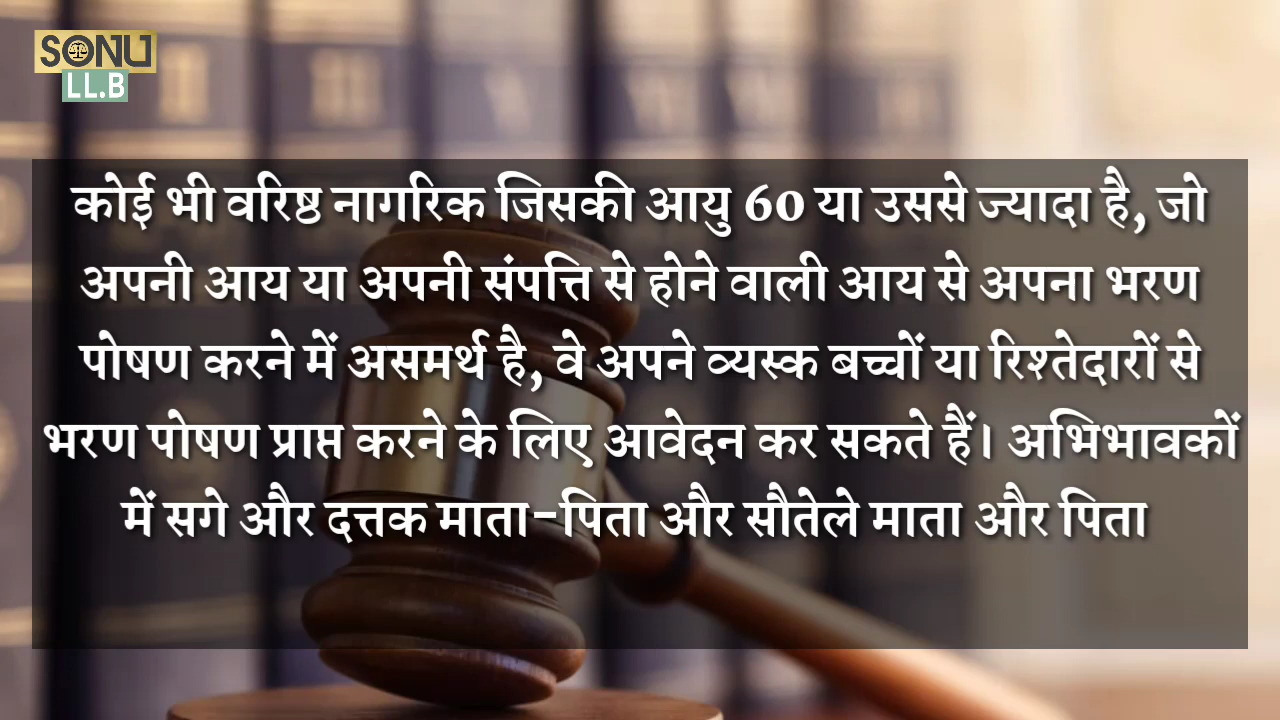 SONU
LL.B
कोई भी वरिष्ठ नागरिक जिसकी आयु 60 या उससे ज्यादा है, जो
अपनी आय या अपनी संपत्ति से होने वाली आय से अपना भरण
पोषण करने में असमर्थ है, वे अपने व्यस्क बच्चों या रिश्तेदारों से
भरण पोषण प्राप्त करने के लिए आवेदन कर सकते हैं। अभिभावकों
में सगे और दत्तक माता-पिता और सौतेले माता और पिता